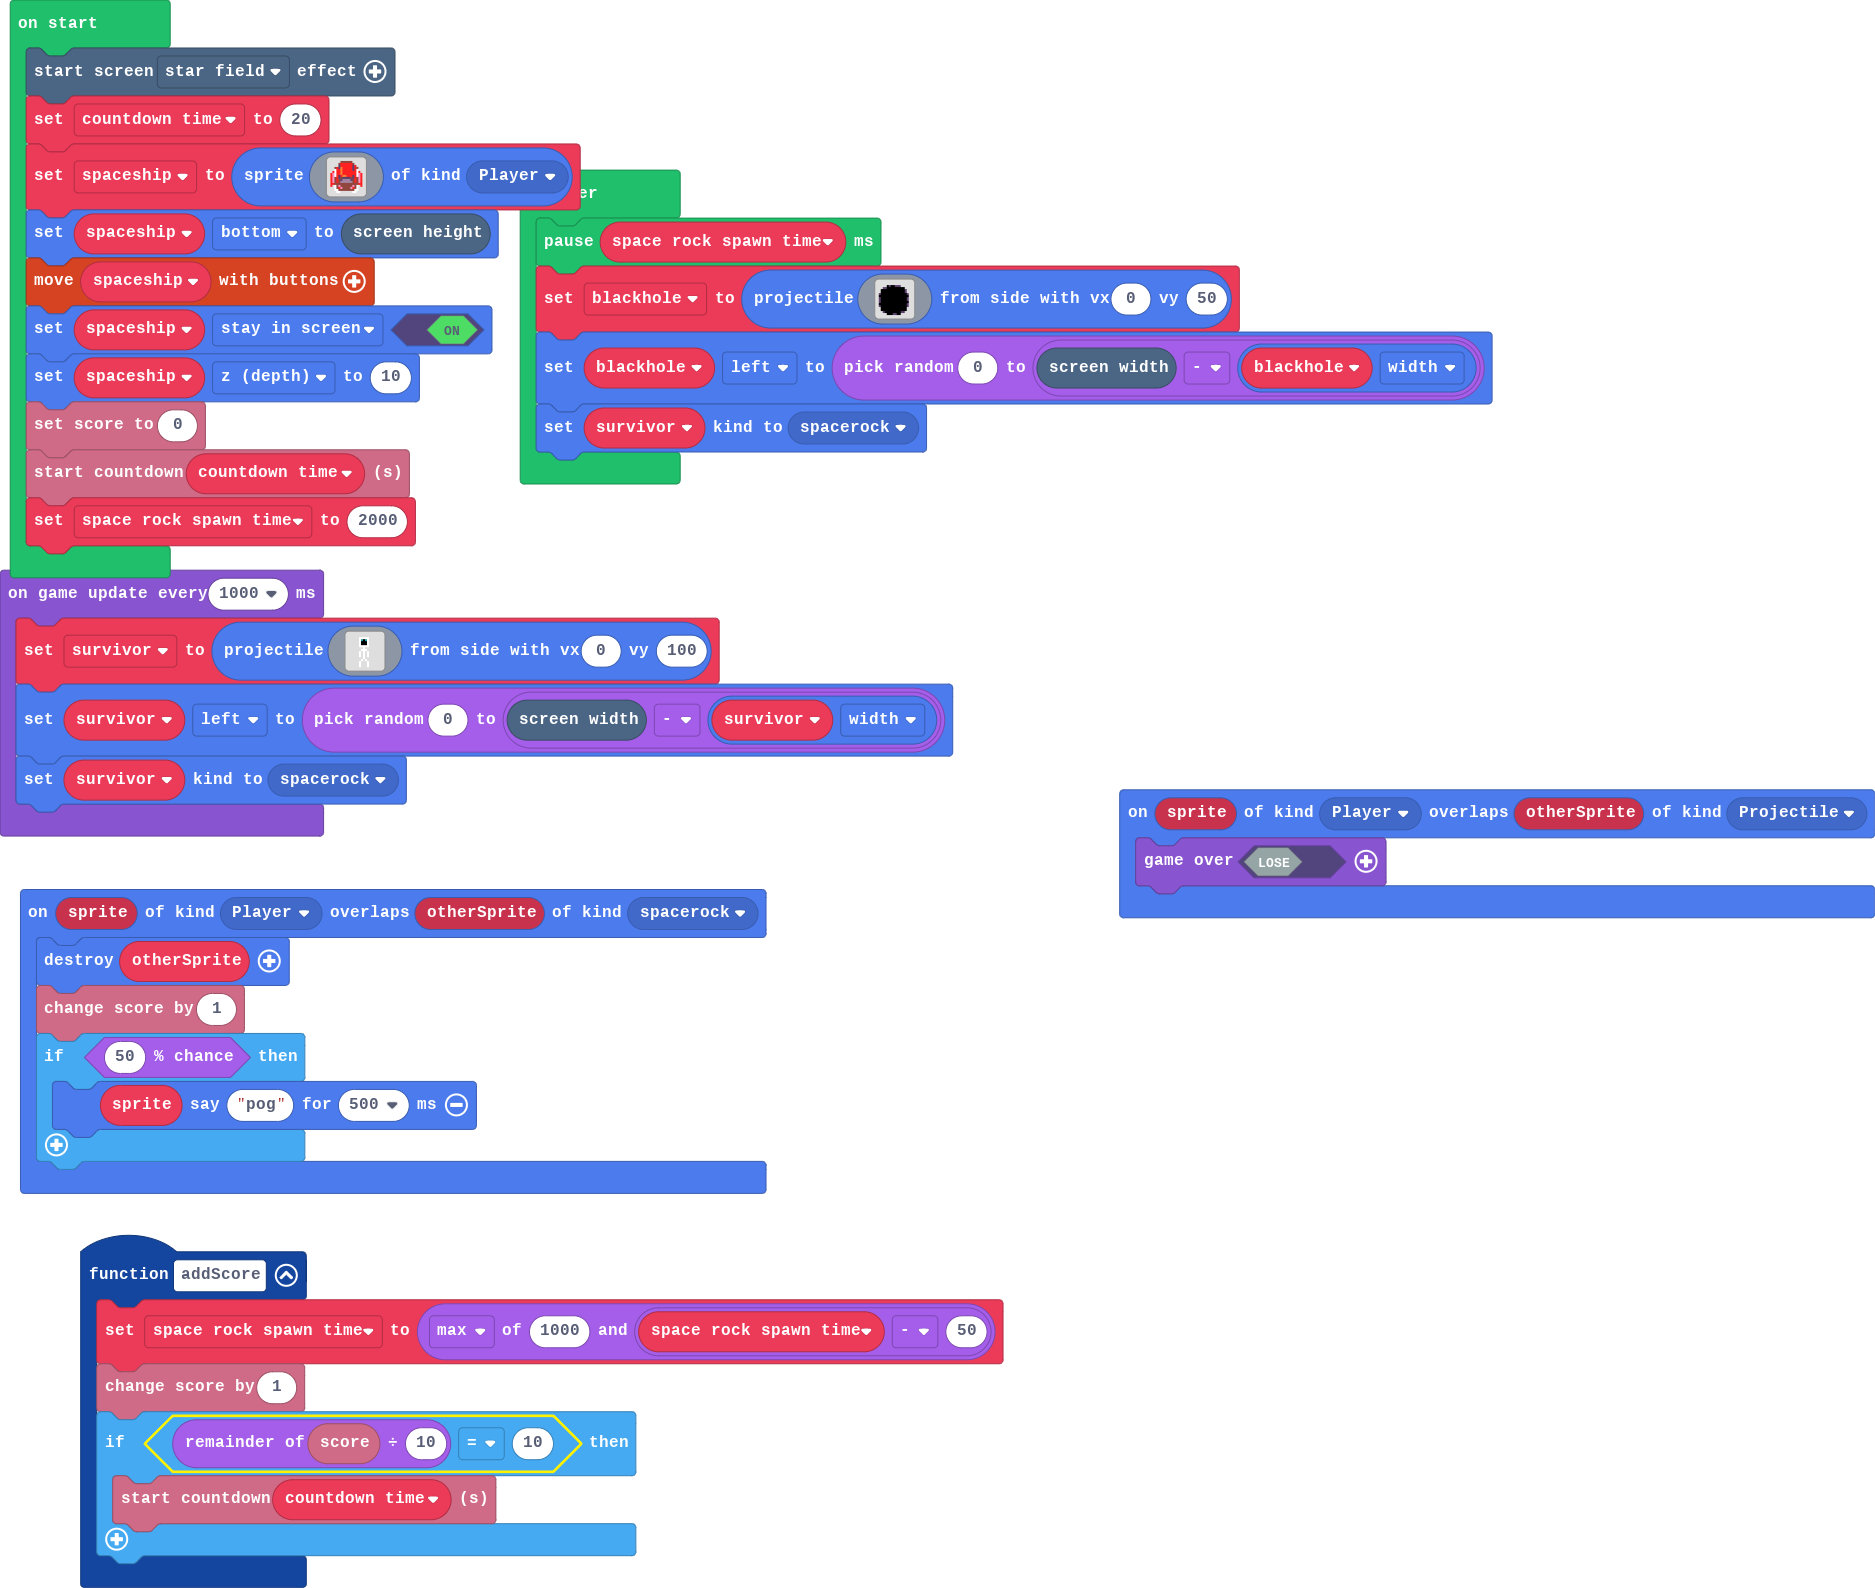 on start
start screen star field effect
set countdown time to 20
set spaceship to sprite of kind Player
set spaceship bottom to screen height
move spaceship with buttons
set spaceship stay in screen ON
set spaceship z (depth) to 10
set score to 0
start countdown countdown time (s)
set space rock spawn time to 2000
er
pause space rock spawn time ms
set blackhole to projectile from side with vx 0 vy 50
set blackhole left to pick random 0 to screen width - blackhole width
set survivor kind to spacerock
on game update every 1000 ms
set survivor to projectile from side with vx 0 vy 100
set survivor left to pick random 0 to screen width - survivor width
set survivor kind to spacerock
on sprite of kind Player overlaps otherSprite of kind Projectile
game over LOSE
on sprite of kind Player overlaps otherSprite of kind spacerock
destroy otherSprite
change score by 1
if 50 % chance then
sprite say "pog" for 500 ms
function addScore
set space rock spawn time to max of 1000 and space rock spawn time - 50
change score by 1
if remainder of score ÷ 10 = 10 then
start countdown countdown time (s)